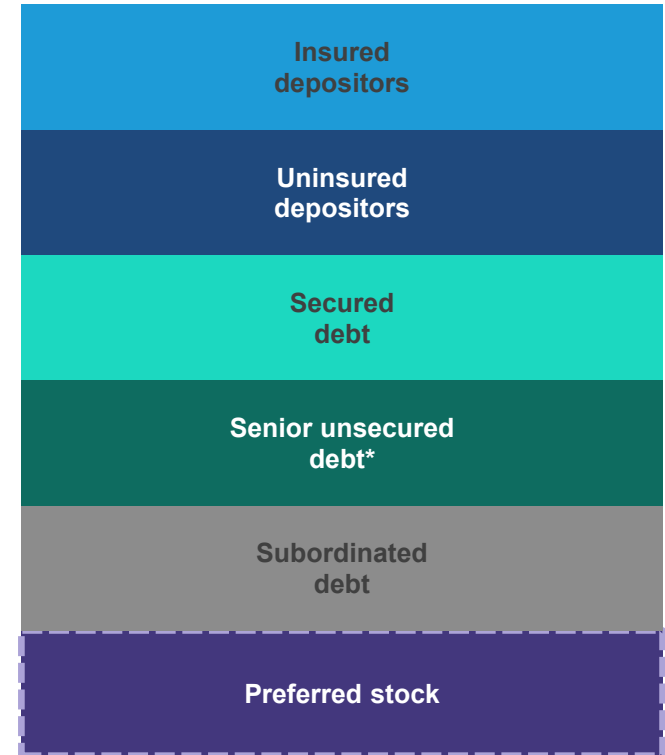 Insured
depositors
Uninsured
depositors
Secured
debt
Senior unsecured
debt*
Subordinated
debt
Preferred stock